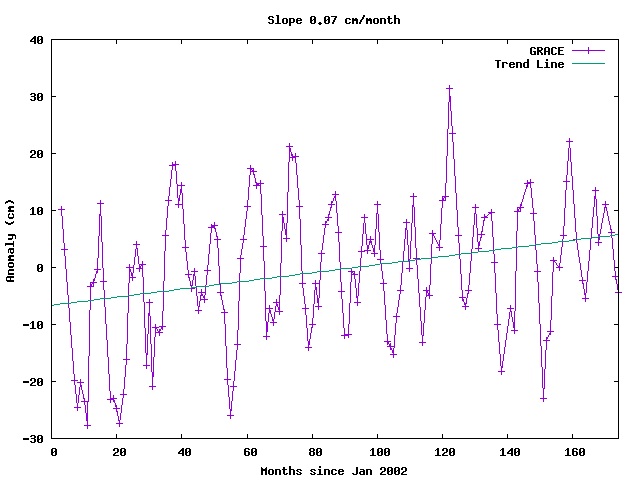 Slope 0.07 cm/month
GRACE
Trend Line
40
30
20
10
0
-10
-20
-30
Anomaly (cm)
0 20 40 60 80 100 120 140 160
Months since Jan 2002